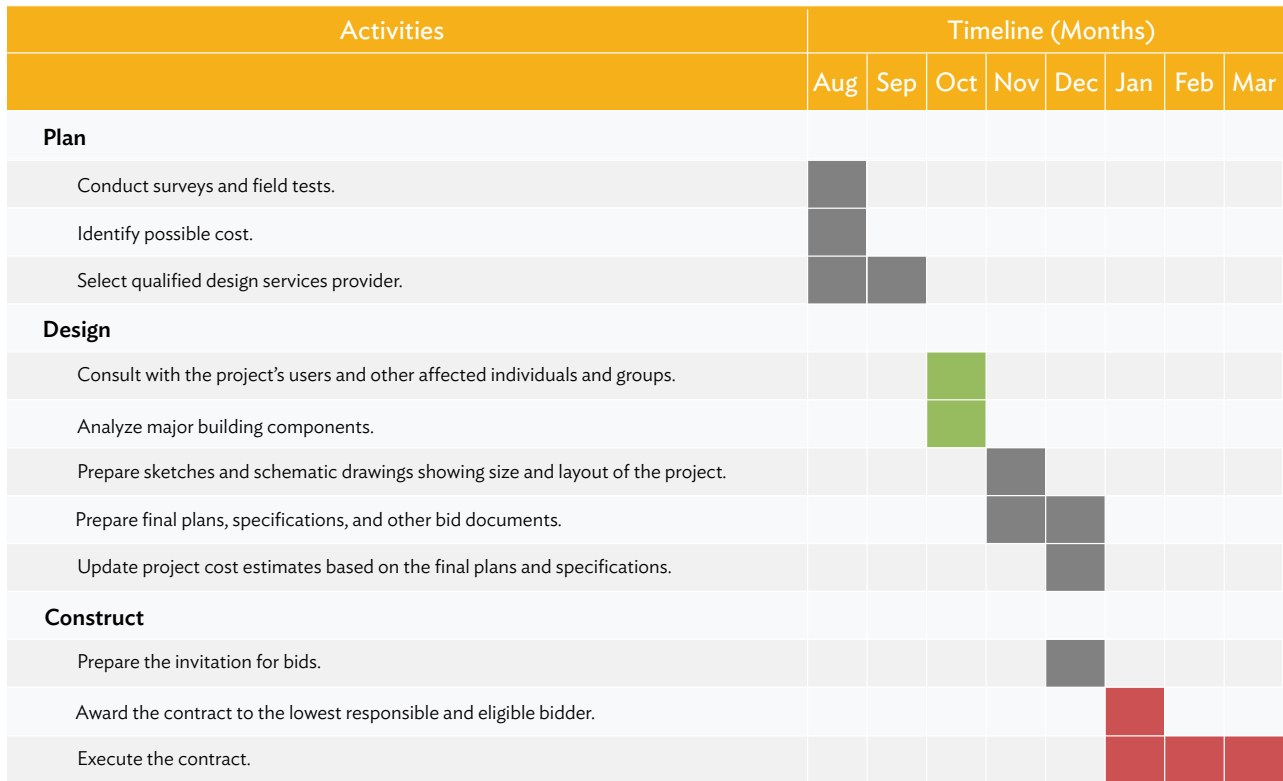 Activities Timeline (Months)
Aug Sep Oct Nov Dec Jan Feb Mar
Plan
Conduct surveys and field tests.
Identify possible cost.
Select qualified design services provider.
Design
Consult with the project’s users and other affected individuals and groups.
Analyze major building components.
Prepare sketches and schematic drawings showing size and layout of the project.
Prepare final plans, specifications, and other bid documents.
Update project cost estimates based on the final plans and specifications.
Construct
Prepare the invitation for bids.
Award the contract to the lowest responsible and eligible bidder.
Execute the contract.